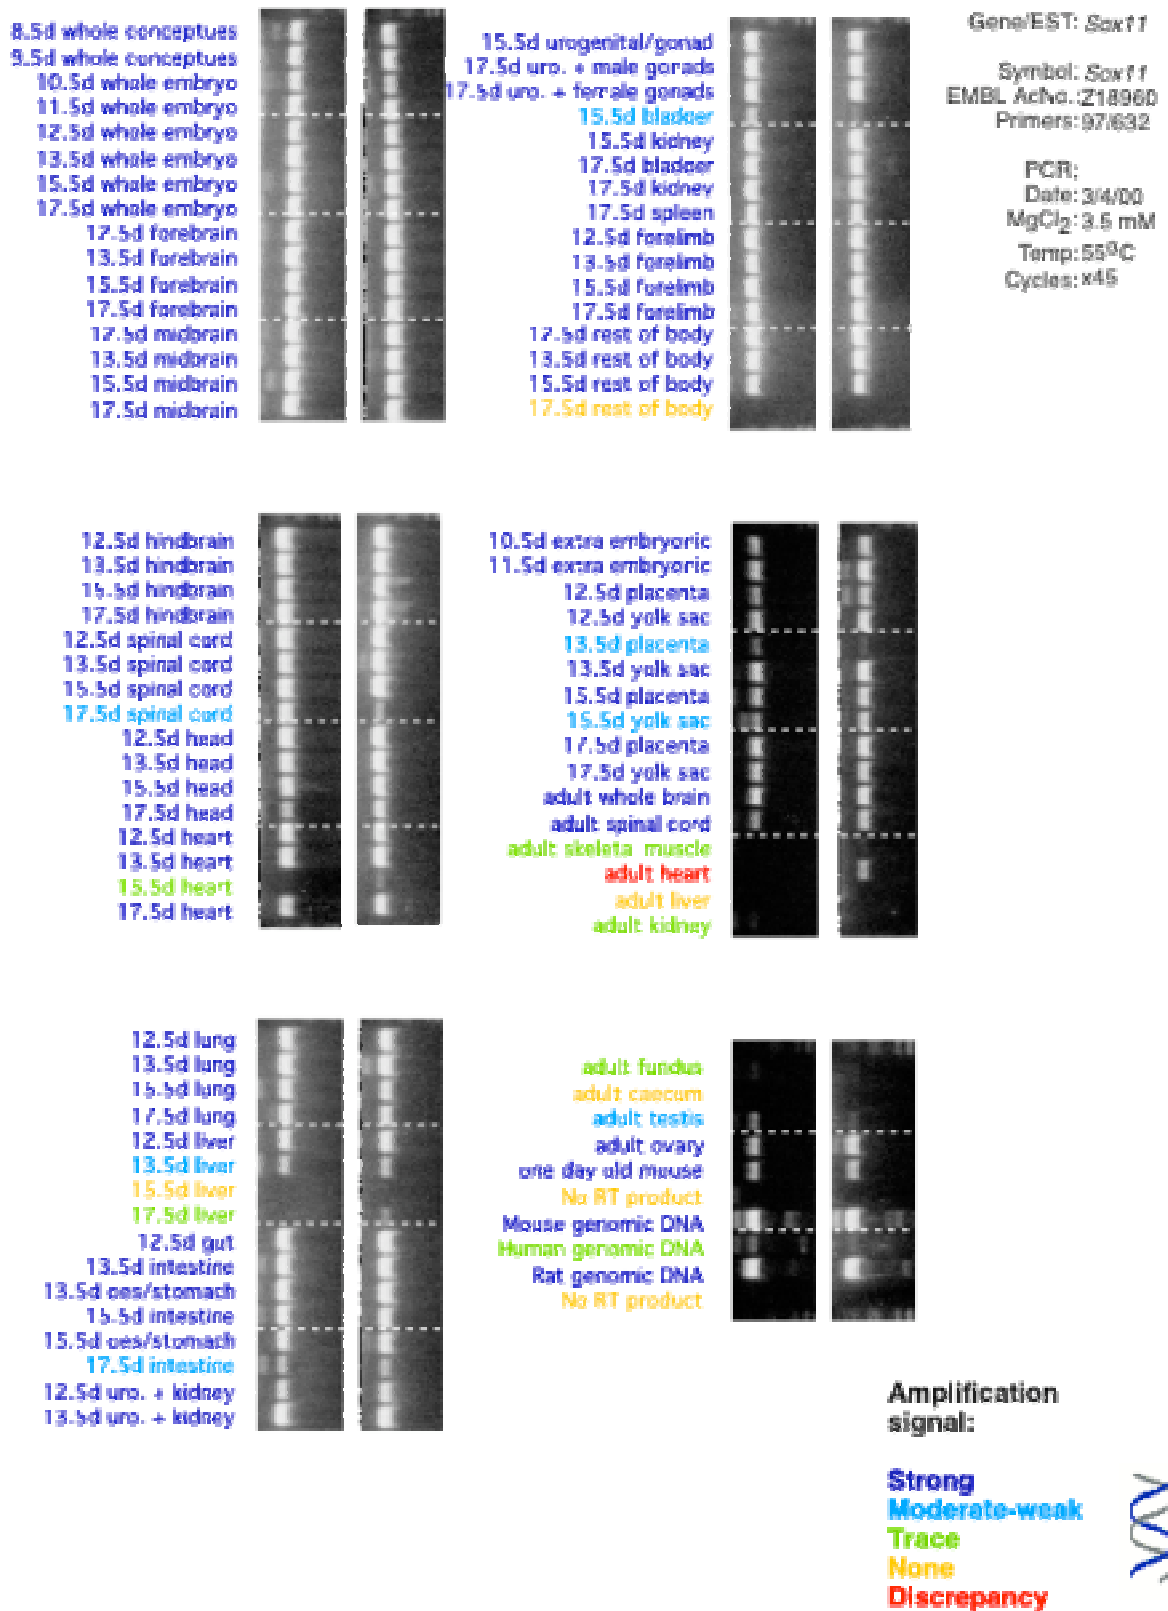 8.5d whole conceptues
9.5d whole conceptues
10.5d whole embryo
11.5d whole embryo
12.5d whole embryo
13.5d whole embryo
15.5d whole embryo
17.5d whole embryo
12.5d forebrain
13.5d forebrain
15.5d forebrain
17.5d forebrain
12.5d midbrain
13.5d midbrain
15.5d midbrain
17.5d midbrain
15.5d urogenital/gonad
17.5d uro. + male gonads
17.5d uro. + female gonads
15.5d bladder
15.5d kidney
17.5d bladder
17.5d kidney
17.5d spleen
12.5d forelimb
13.5d forelimb
15.5d forelimb
17.5d forelimb
12.5d rest of body
13.5d rest of body
15.5d rest of body
17.5d rest of body
Gene/EST: Sox11
Symbol: Sox11
EMBL AcNo.: Z18960
Primers: 97/632
PCR:
Date: 3/4/00
MgCl2: 3.5 mM
Temp: 55ºC
Cycles: x45
12.5d hindbrain
13.5d hindbrain
15.5d hindbrain
17.5d hindbrain
12.5d spinal cord
13.5d spinal cord
15.5d spinal cord
17.5d spinal cord
12.5d head
13.5d head
15.5d head
17.5d head
12.5d heart
13.5d heart
15.5d heart
17.5d heart
10.5d extra embryonic
11.5d extra embryonic
12.5d placenta
12.5d yolk sac
13.5d placenta
13.5d yolk sac
15.5d placenta
15.5d yolk sac
17.5d placenta
17.5d yolk sac
adult whole brain
adult spinal cord
adult skeletal muscle
adult heart
adult liver
adult kidney
12.5d lung
13.5d lung
15.5d lung
17.5d lung
12.5d liver
13.5d liver
15.5d liver
17.5d liver
12.5d gut
13.5d intestine
13.5d oes/stomach
15.5d intestine
15.5d oes/stomach
17.5d intestine
12.5d uro. + kidney
13.5d uro. + kidney
adult fundus
adult caecum
adult testis
adult ovary
one day old mouse
No RT product
Mouse genomic DNA
Human genomic DNA
Rat genomic DNA
No RT product
Amplification
signal:
Strong
Moderate-weak
Trace
None
Discrepancy